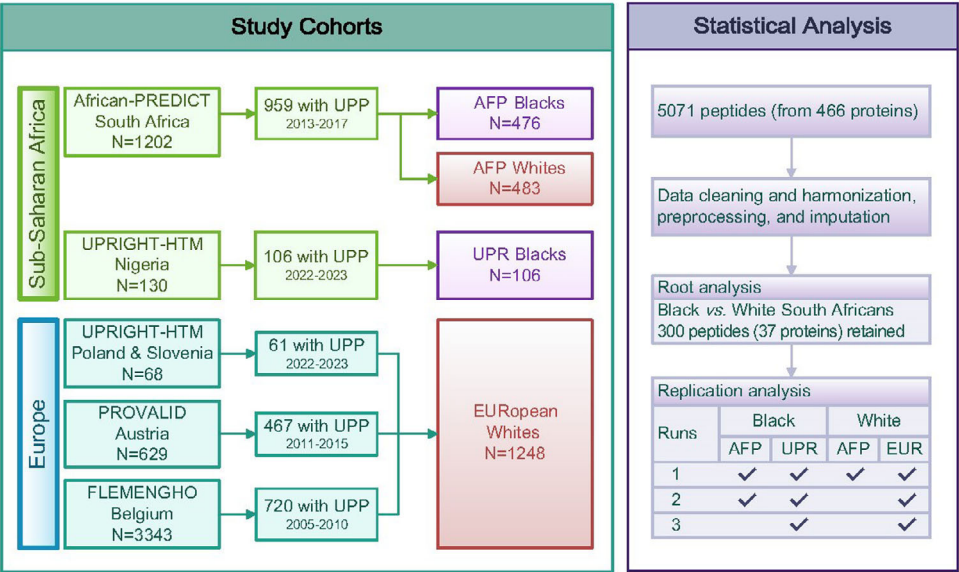 Study Cohorts
Sub-Saharan Africa
African-PREDICT
South Africa
N=1202
959 with UPP
2013-2017
AFP Blacks
N=476
AFP Whites
N=483
UPRIGHT-HTM
Nigeria
N=130
106 with UPP
2022-2023
UPR Blacks
N=106
Europe
UPRIGHT-HTM
Poland & Slovenia
N=68
61 with UPP
2022-2023
PROVALID
Austria
N=629
467 with UPP
2011-2015
FLEMENGHO
Belgium
N=3343
720 with UPP
2005-2010
EURopean
Whites
N=1248
Statistical Analysis
5071 peptides (from 466 proteins)
Data cleaning and harmonization,
preprocessing, and imputation
Root analysis
Black vs. White South Africans
300 peptides (37 proteins) retained
Replication analysis
Runs Black White
AFP UPR AFP EUR
1 ✓ ✓ ✓ ✓
2 ✓ ✓ ✓
3 ✓ ✓